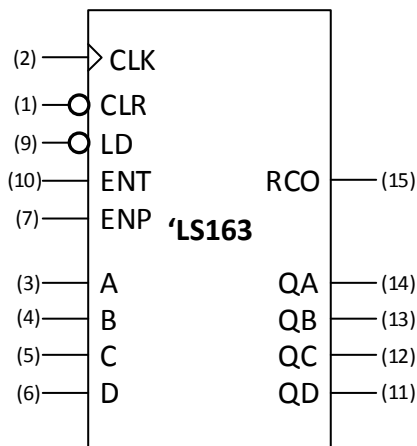 (2) CLK
(1) CLR
(9) LD
(10) ENT RCO (15)
(7) ENP
‘LS163
(3) A QA (14)
(4) B QB (13)
(5) C QC (12)
(6) D QD (11)